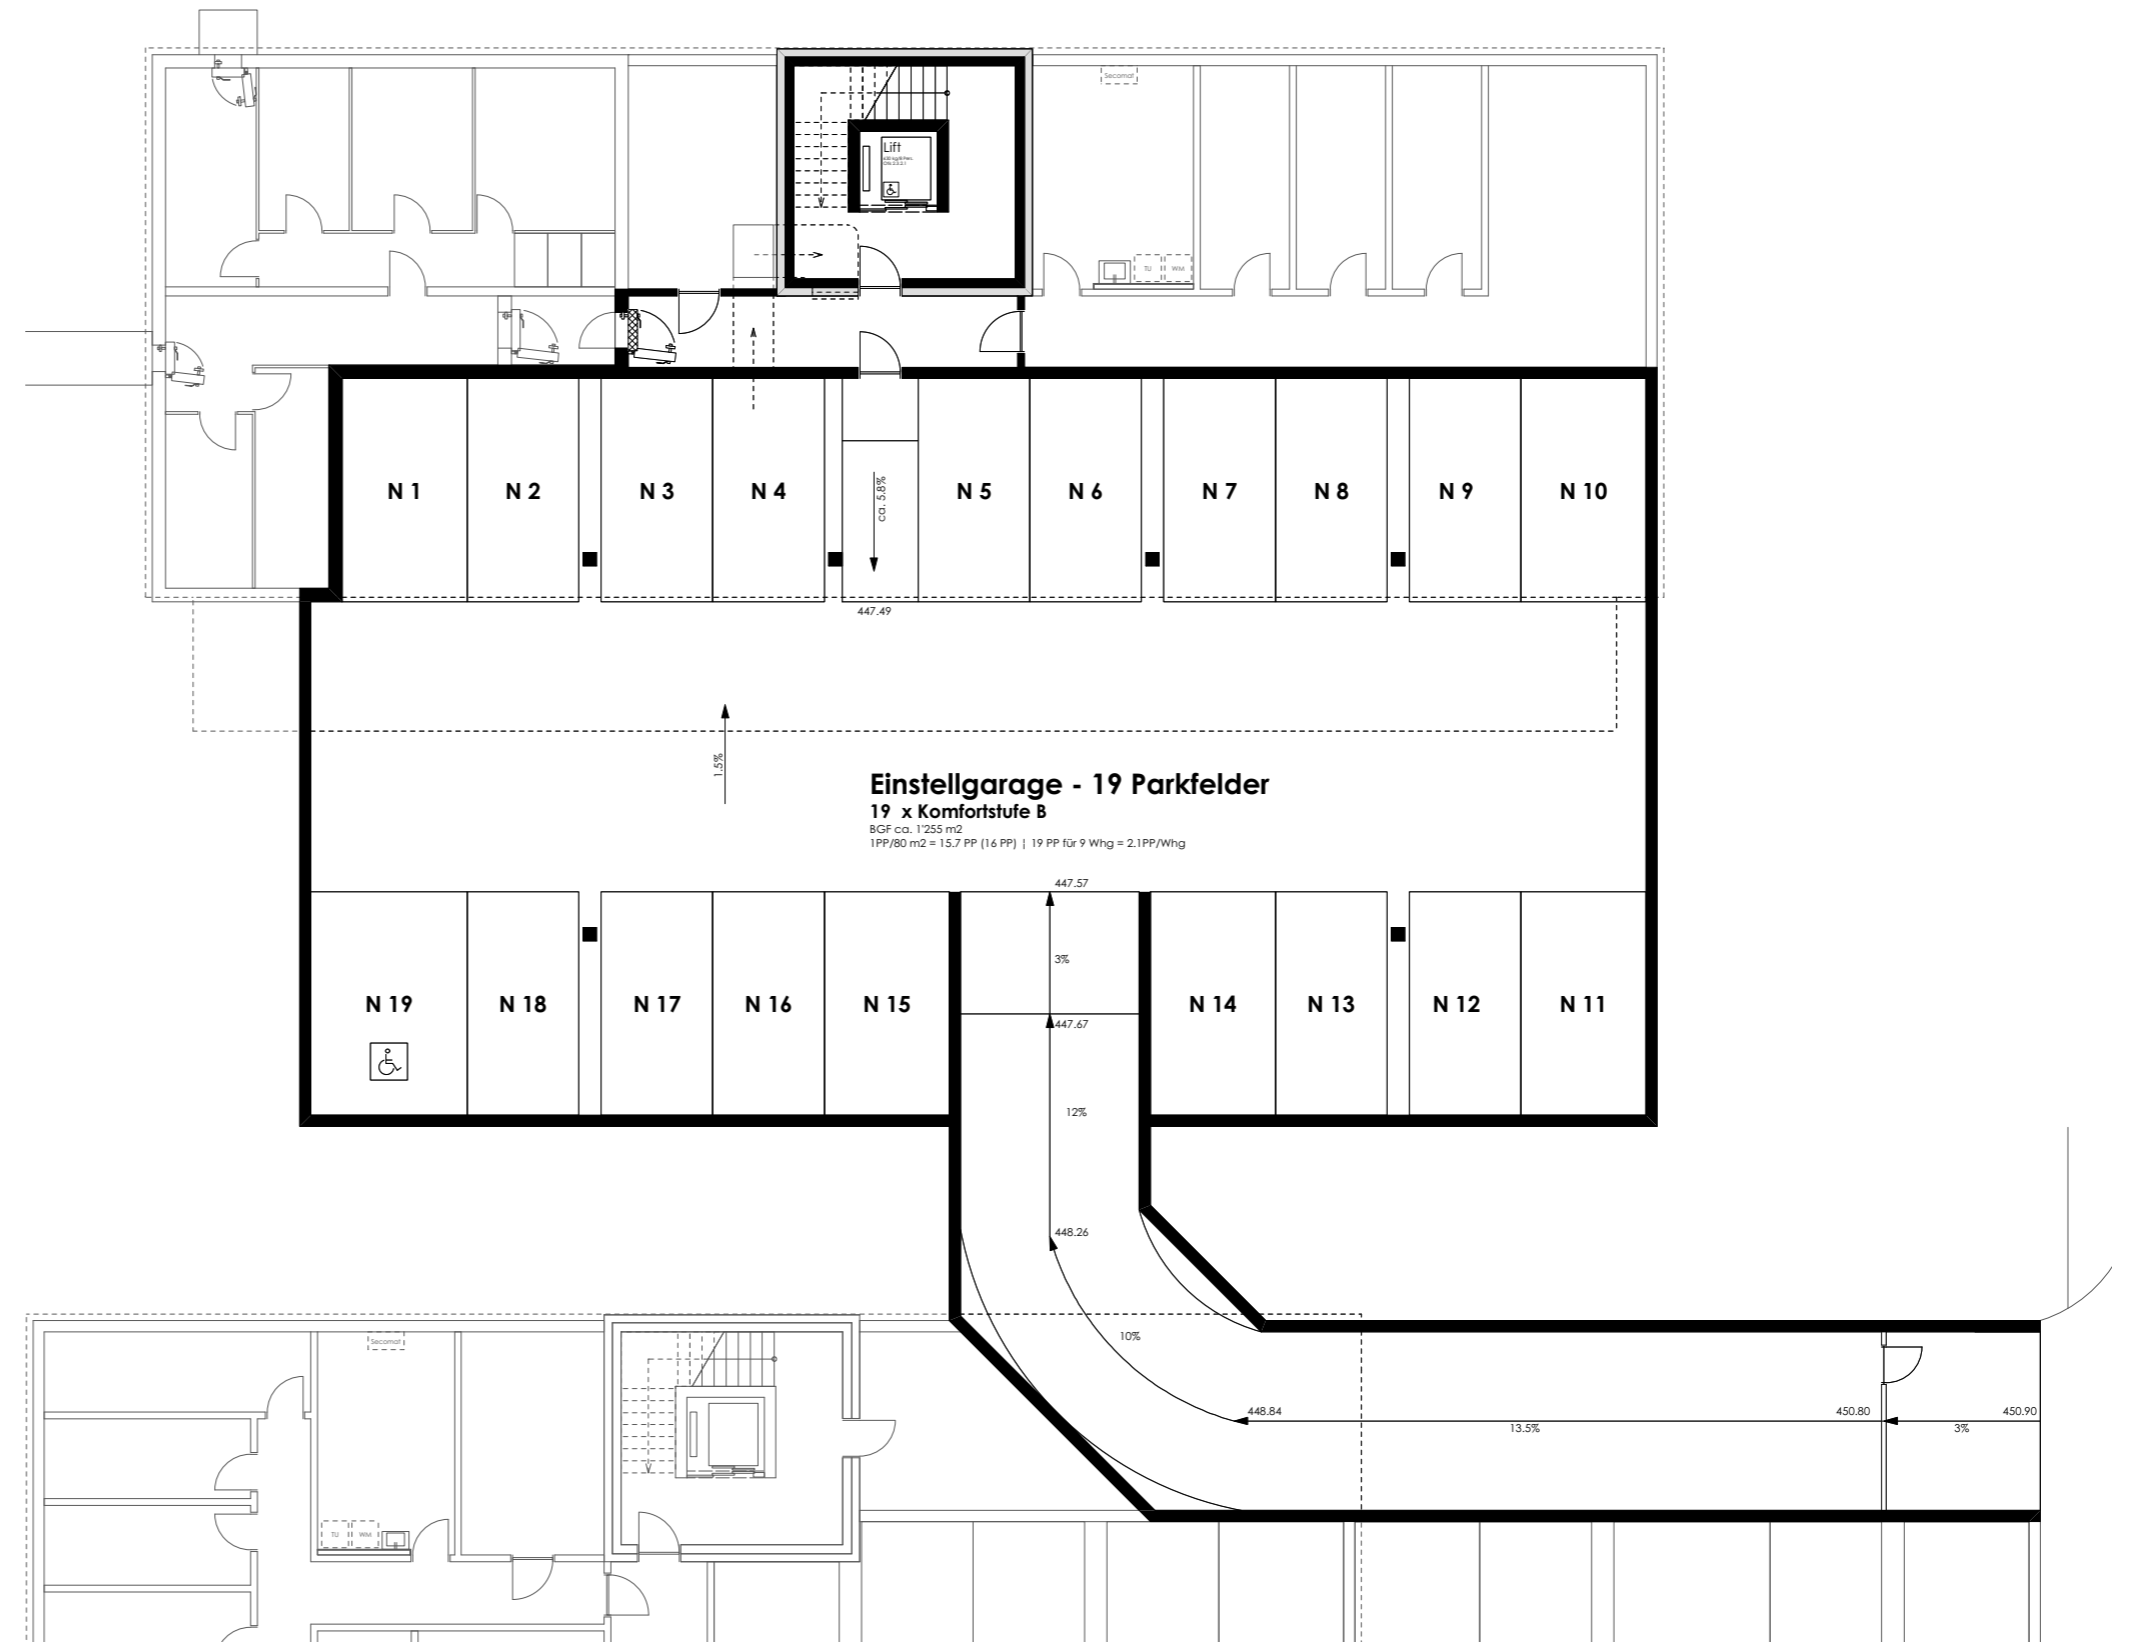 Secomat
Lift
TU
WM
N 1
N 2
N 3
N 4
ca. 5.8%
N 5
N 6
N 7
N 8
N 9
N 10
447.49
1.5%
Einstellgarage - 19 Parkfelder
19 x Komfortstufe B
BGF ca. 1'255 m2
1PP/80 m2 = 15.7 PP (16 PP) | 19 PP für 9 Whg = 2.1PP/Whg
447.57
3%
N 19
N 18
N 17
N 16
N 15
N 14
N 13
N 12
N 11
447.67
12%
448.26
10%
Secomat
448.84
450.80
450.90
13.5%
3%
TU
WM